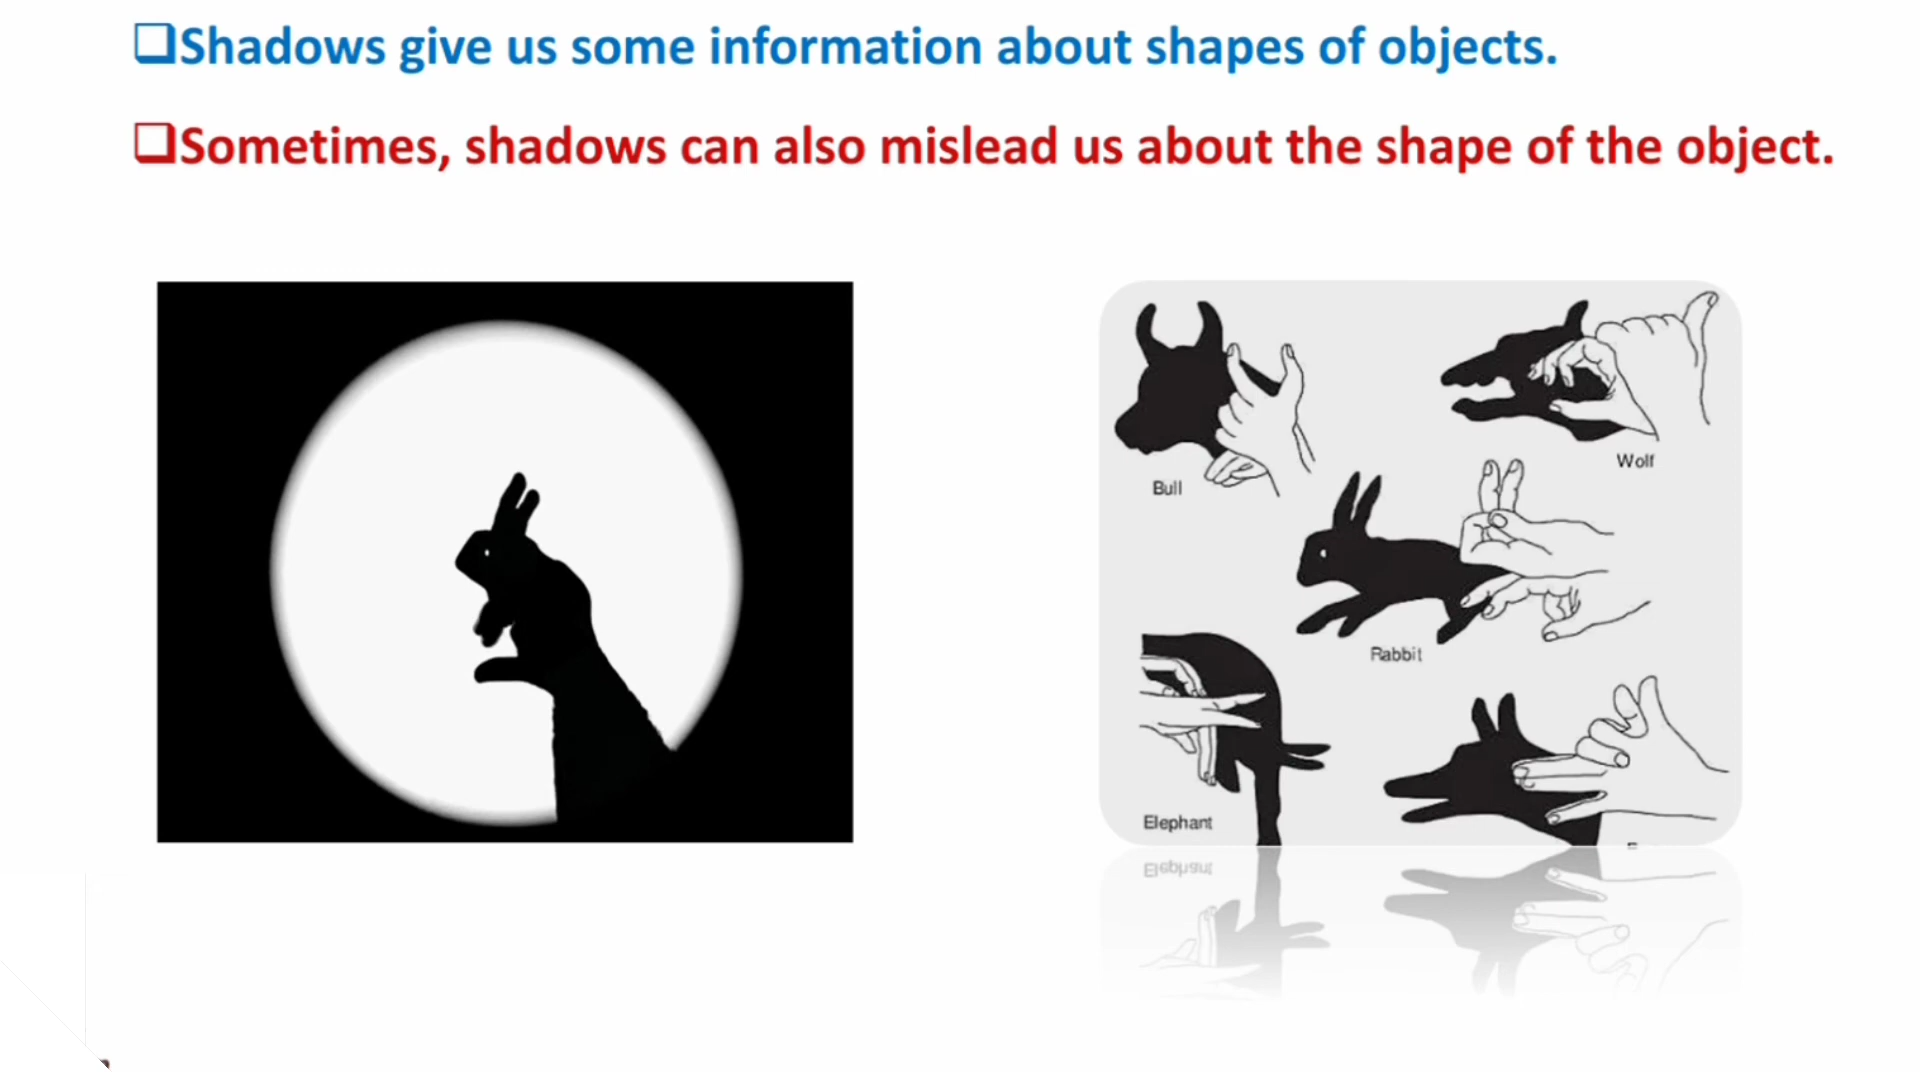 ❑Shadows give us some information about shapes of objects.
❑Sometimes, shadows can also mislead us about the shape of the object.
Bull
Wolf
Rabbit
Elephant
Elephant